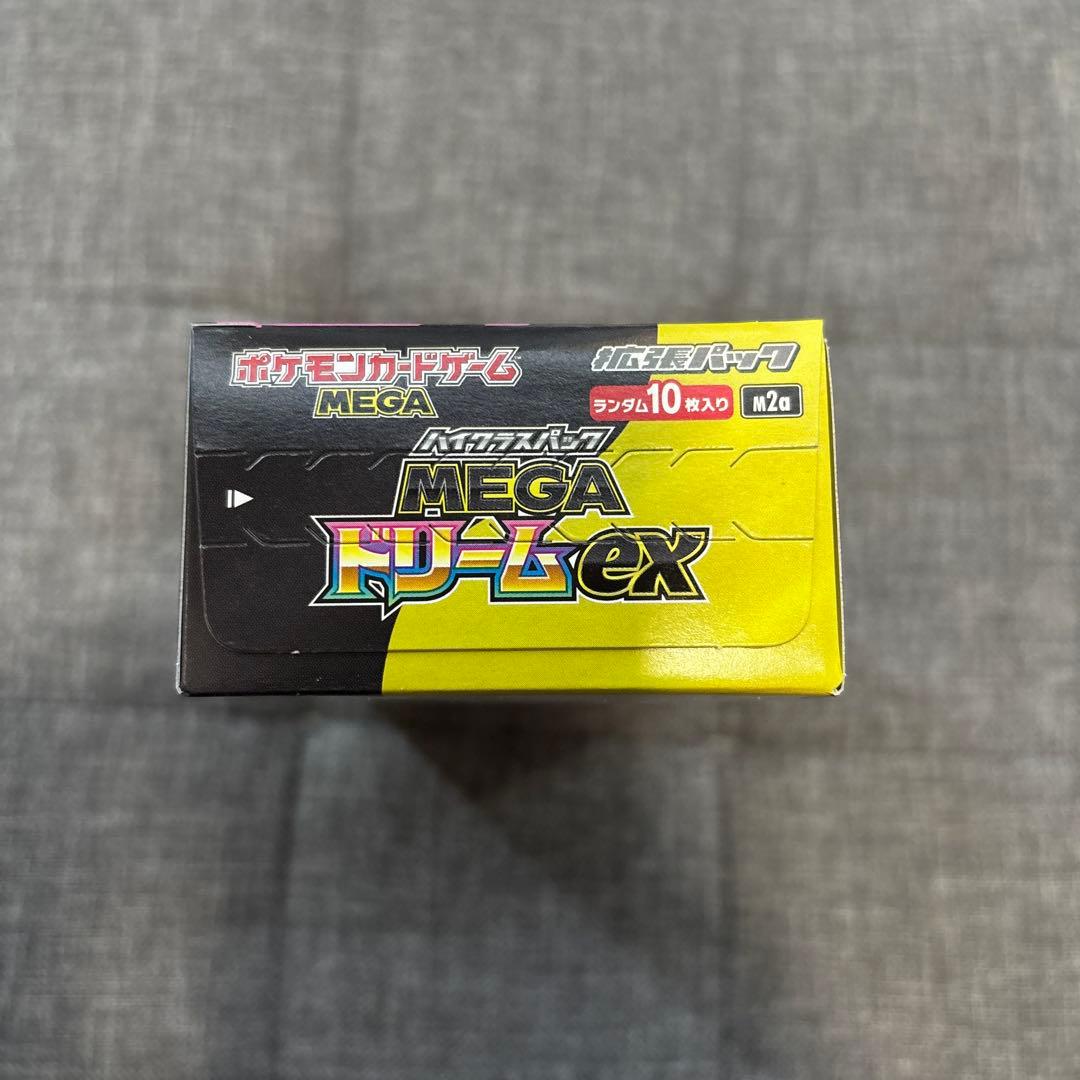 ポケモンカードゲーム
MEGA
拡張パック
ランダム10枚入り M2a
ハイクラスパック
MEGA
ドリームex